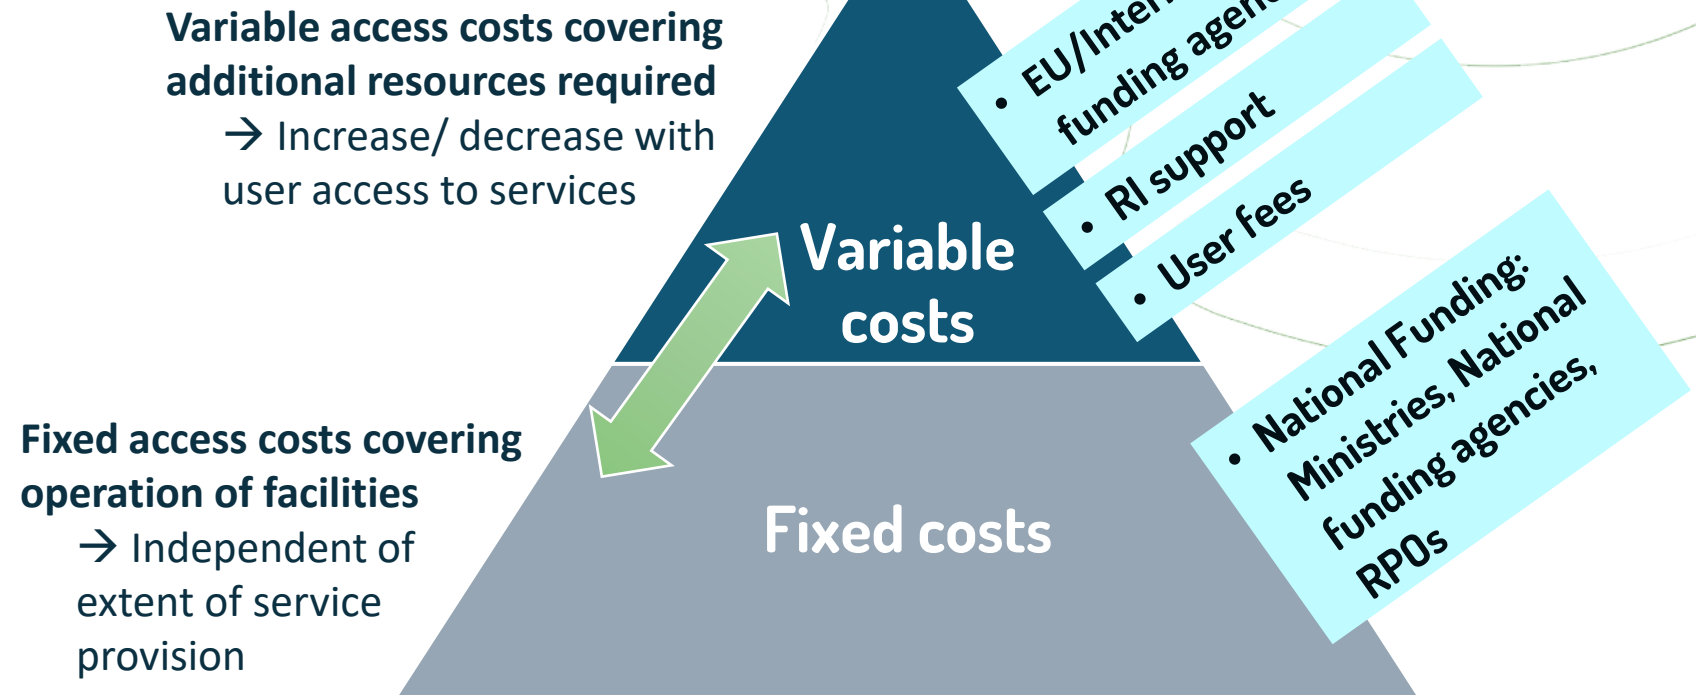 Variable access costs covering
additional resources required
→ Increase/ decrease with
user access to services
Fixed access costs covering
operation of facilities
→ Independent of
extent of service
provision
Variable
costs
Fixed costs
• EU/
funding
• RI support
• User fees
• National Funding:
Ministries, National
funding agencies,
RPOs